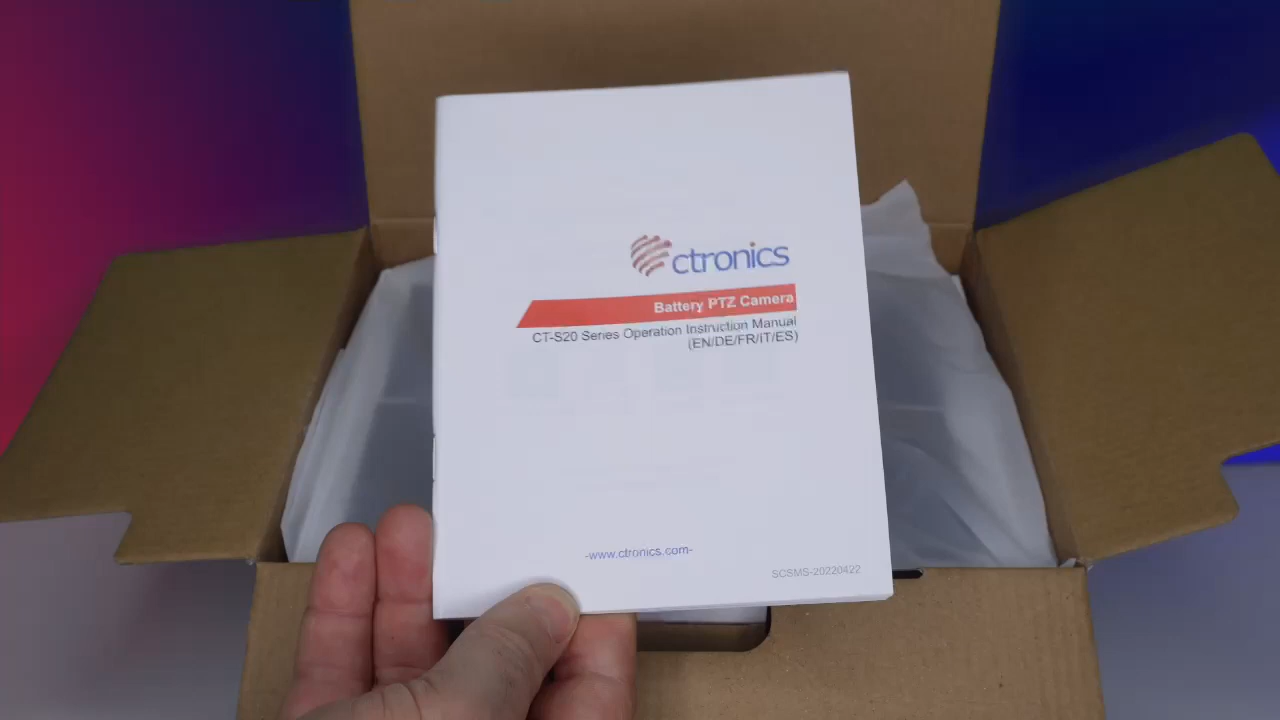 ctronics
Battery PTZ Camera
CT-S20 Series Operation Instruction Manual
(EN/DE/FR/IT/ES)
-www.ctronics.com-
SCSMS-20220422